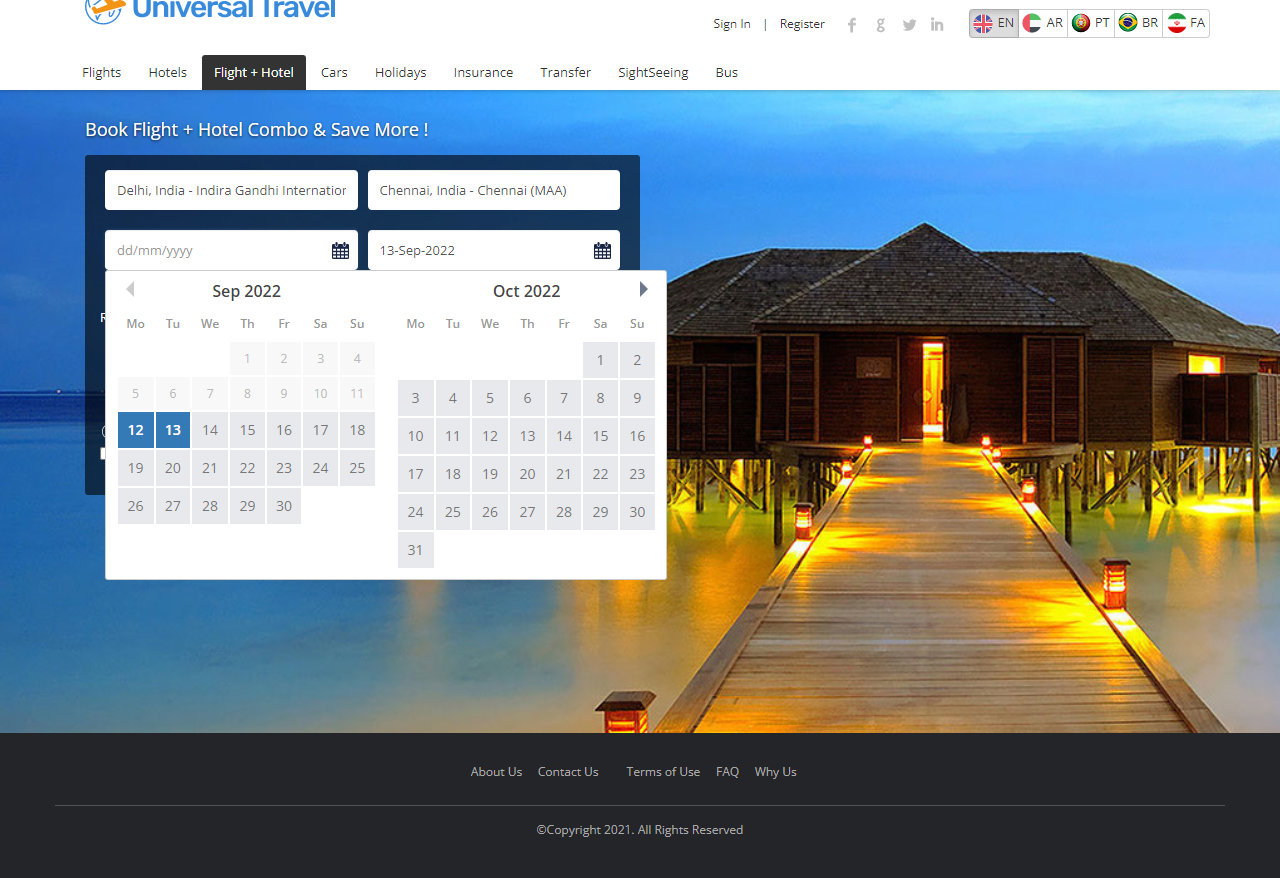 Universal Travel
Sign In | Register
EN AR PT BR FA
Flights Hotels Flight + Hotel Cars Holidays Insurance Transfer SightSeeing Bus
Book Flight + Hotel Combo & Save More !
Delhi, India - Indira Gandhi Internation Chennai, India - Chennai (MAA)
dd/mm/yyyy 13-Sep-2022
Sep 2022 Oct 2022
Mo Tu We Th Fr Sa Su Mo Tu We Th Fr Sa Su
1 2 3 4 1 2
5 6 7 8 9 10 11 3 4 5 6 7 8 9
12 13 14 15 16 17 18 10 11 12 13 14 15 16
19 20 21 22 23 24 25 17 18 19 20 21 22 23
26 27 28 29 30 24 25 26 27 28 29 30
31
About Us Contact Us Terms of Use FAQ Why Us
©Copyright 2021. All Rights Reserved